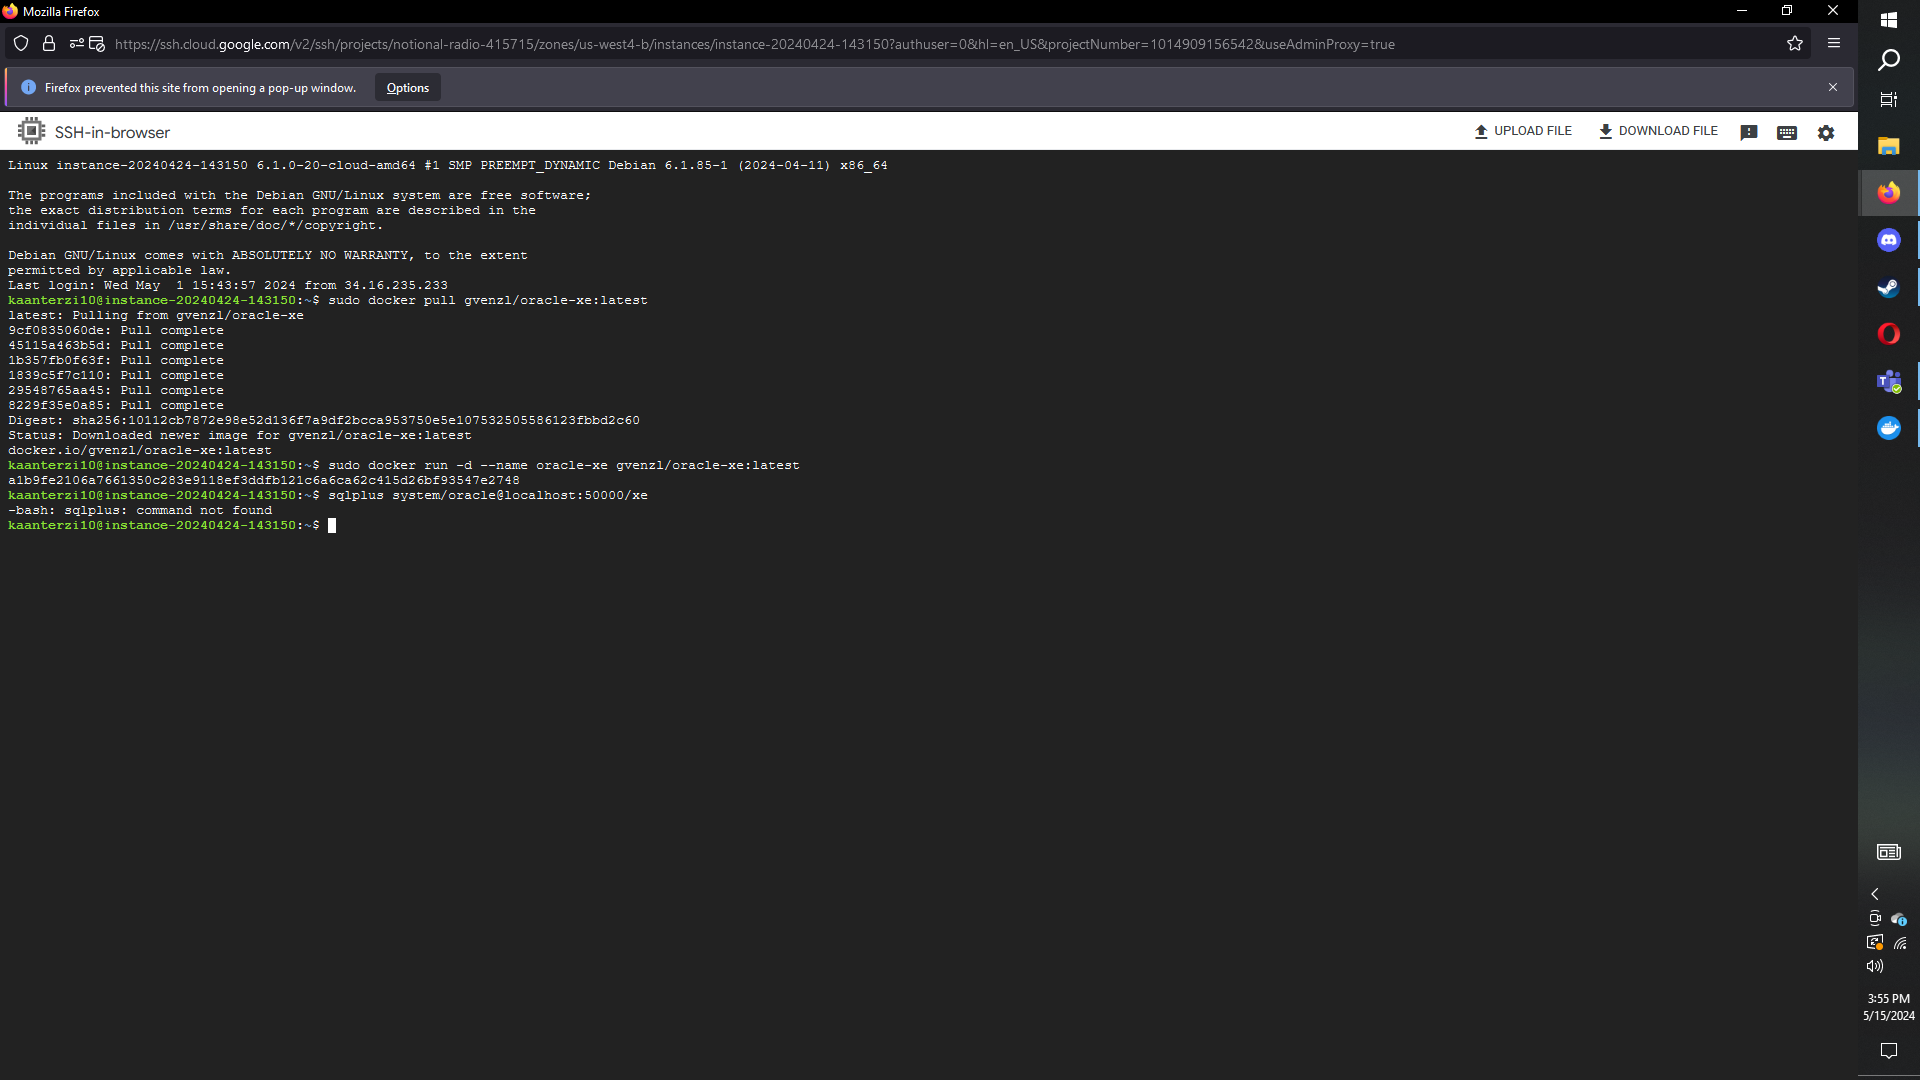 Mozilla Firefox
https://ssh.cloud.google.com/v2/ssh/projects/notional-radio-415715/zones/us-west4-b/instances/instance-20240424-143150?authuser=0&hl=en_US&projectNumber=1014909156542&useAdminProxy=true
Firefox prevented this site from opening a pop-up window. Options
SSH-in-browser UPLOAD FILE DOWNLOAD FILE
Linux instance-20240424-143150 6.1.0-20-cloud-amd64 #1 SMP PREEMPT_DYNAMIC Debian 6.1.85-1 (2024-04-11) x86_64
The programs included with the Debian GNU/Linux system are free software;
the exact distribution terms for each program are described in the
individual files in /usr/share/doc/*/copyright.
Debian GNU/Linux comes with ABSOLUTELY NO WARRANTY, to the extent
permitted by applicable law.
Last login: Wed May  1 15:43:57 2024 from 34.16.235.233
kaanterzi10@instance-20240424-143150:~$ sudo docker pull gvenzl/oracle-xe:latest
latest: Pulling from gvenzl/oracle-xe
9cf0835060de: Pull complete
45115a463b5d: Pull complete
1b357fb0f63f: Pull complete
1839c5f7c110: Pull complete
29548765aa45: Pull complete
8229f35e0a85: Pull complete
Digest: sha256:10112cb7872e98e52d136f7a9df2bcca953750e5e107532505586123fbbd2c60
Status: Downloaded newer image for gvenzl/oracle-xe:latest
docker.io/gvenzl/oracle-xe:latest
kaanterzi10@instance-20240424-143150:~$ sudo docker run -d --name oracle-xe gvenzl/oracle-xe:latest
a1b9fe2106a7661350c283e9118ef3ddfb121c6a6ca62c415d26bf93547e2748
kaanterzi10@instance-20240424-143150:~$ sqlplus system/oracle@localhost:50000/xe
-bash: sqlplus: command not found
kaanterzi10@instance-20240424-143150:~$
3:55 PM
5/15/2024